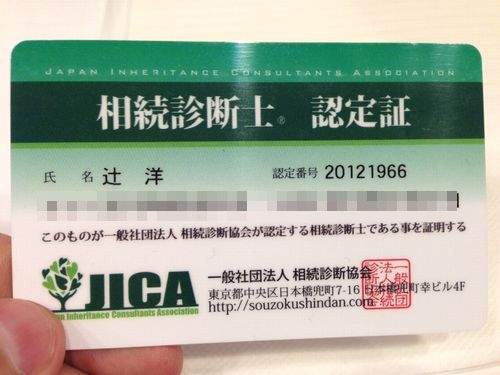 JAPAN INHERITANCE CONSULTANTS ASSOCIATION
相続診断士® 認定証
氏 名 辻 洋 認定番号 20121966
このものが一般社団法人 相続診断協会が認定する相続診断士である事を証明する
JICA
an Inheritance Consultants Association
一般社団法人 相続診断協会
東京都中央区日本橋兜町7-16 日本橋兜町幸ビル4F
http://souzokushindan.com/